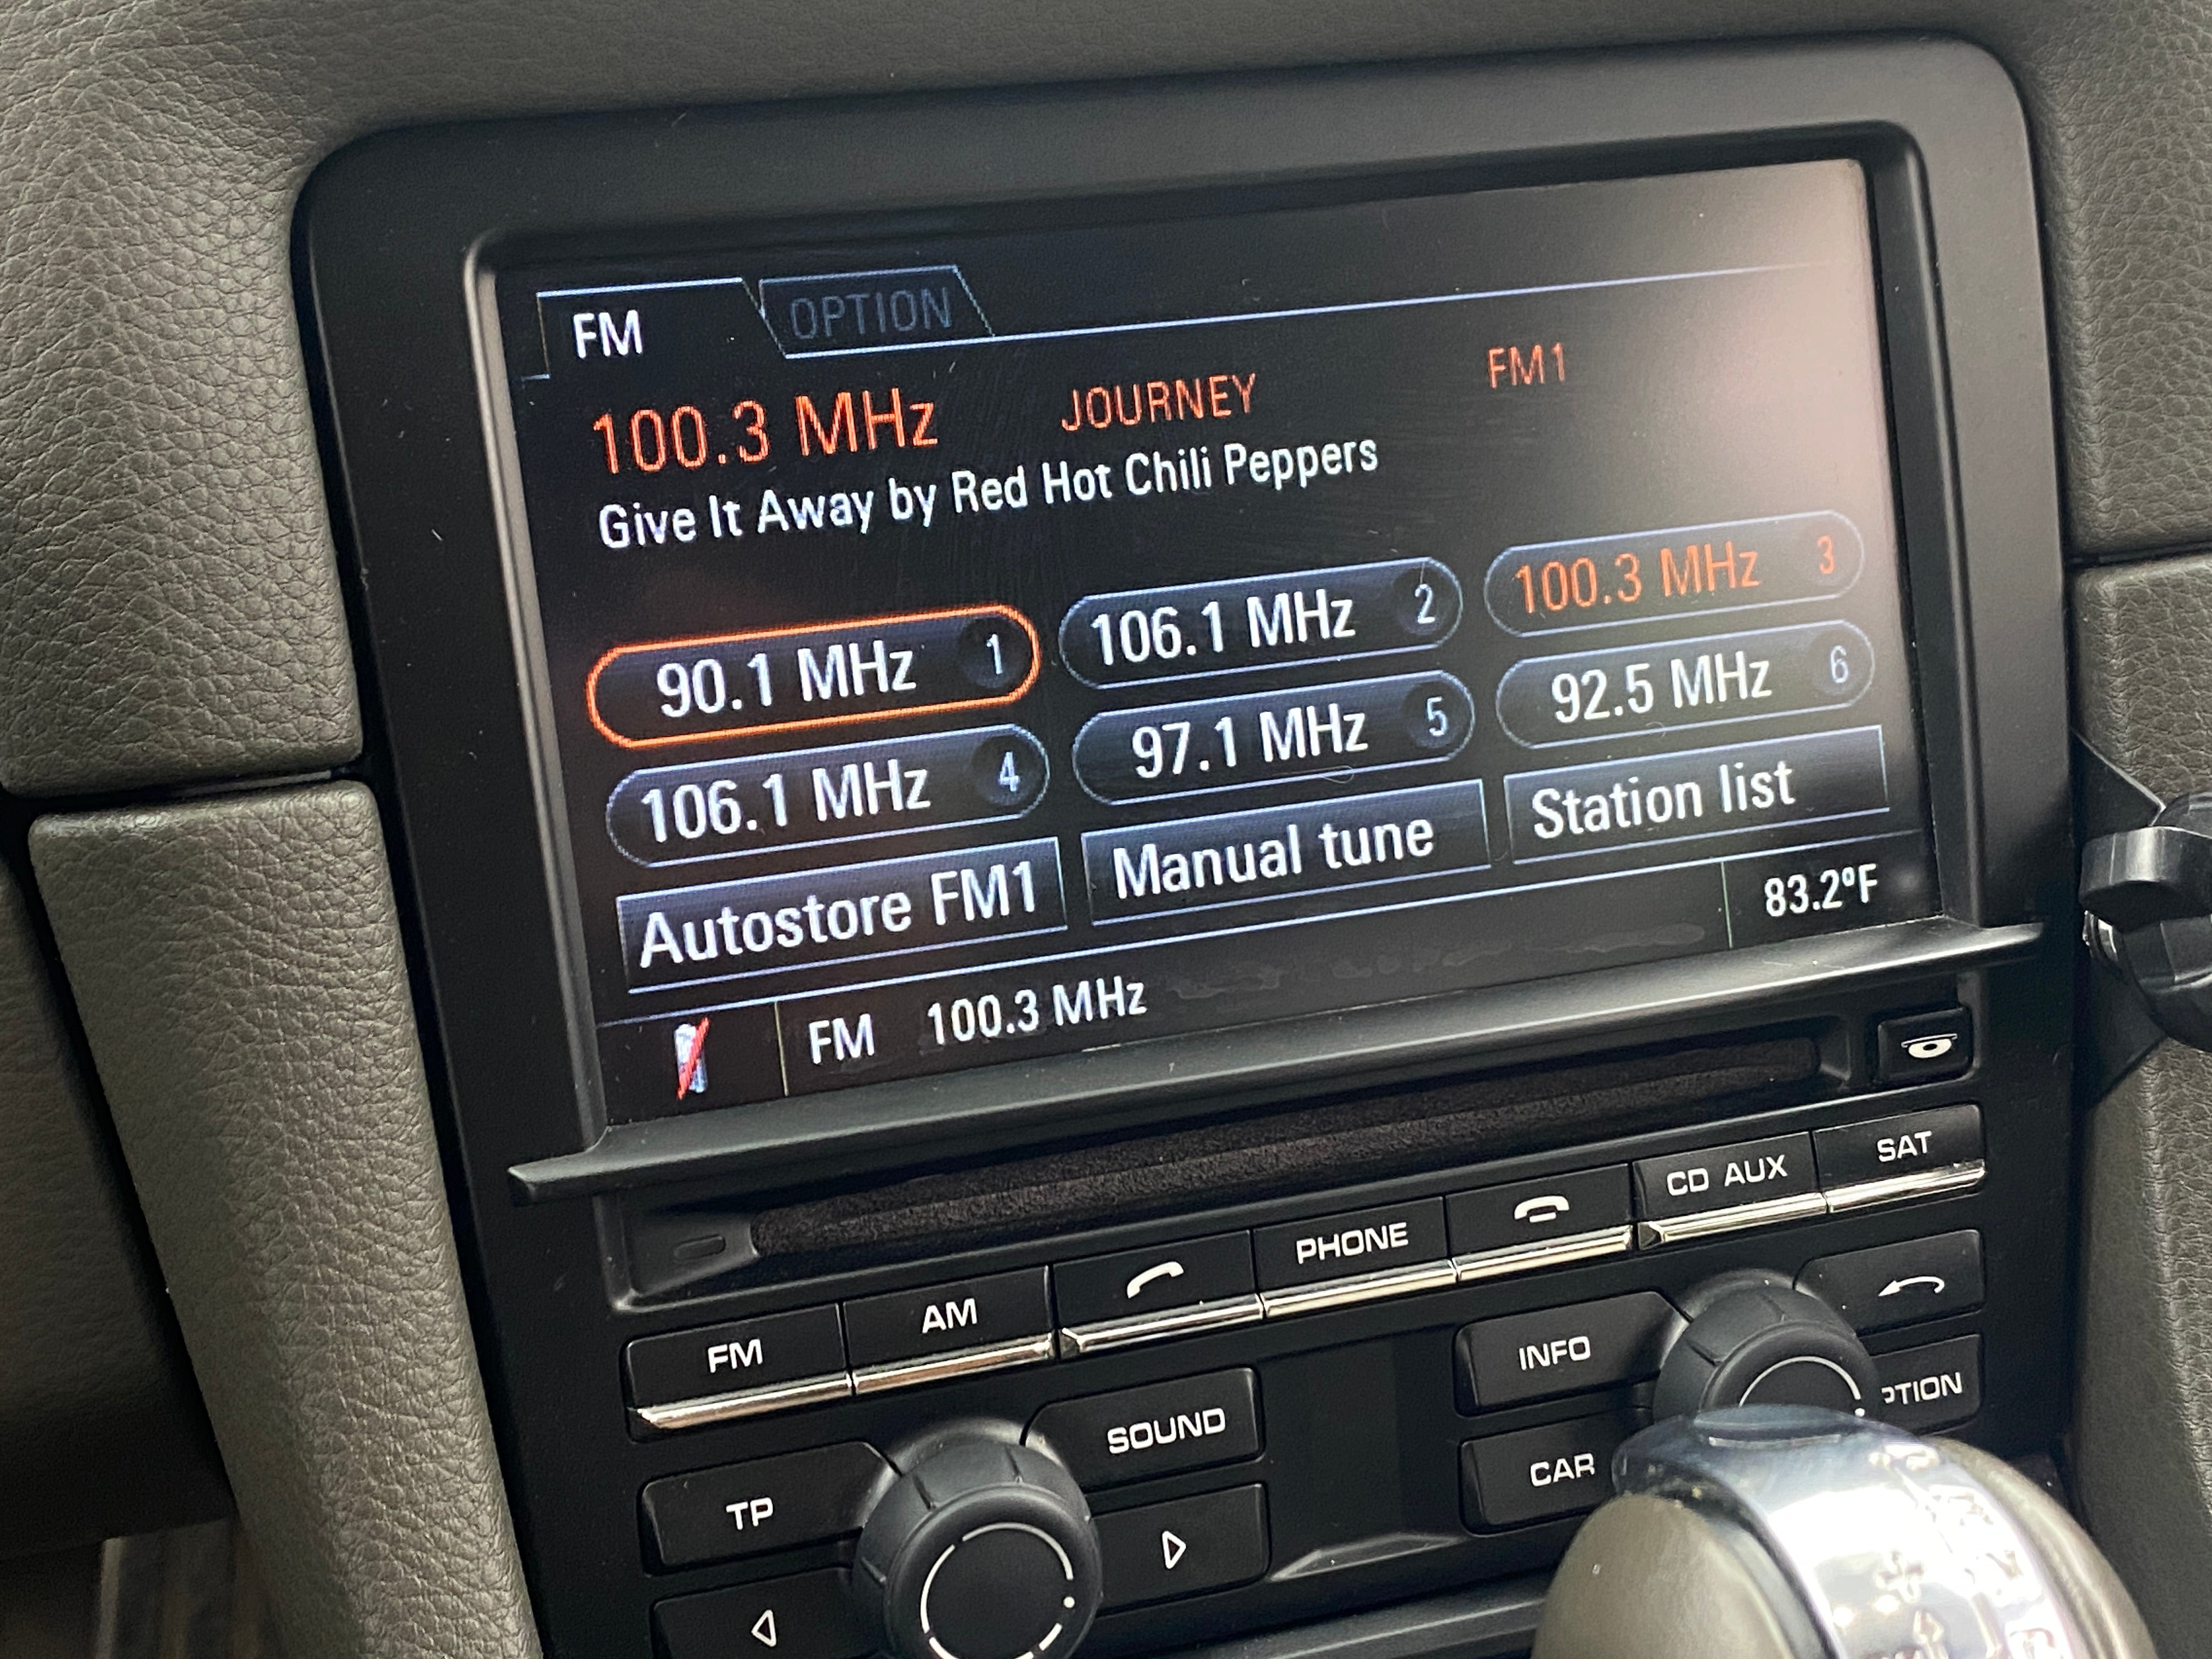 FM OPTION
100.3 MHz JOURNEY FM1
Give It Away by Red Hot Chili Peppers
90.1 MHz 1 106.1 MHz 2 100.3 MHz 3
106.1 MHz 4 97.1 MHz 5 92.5 MHz 6
Autostore FM1 Manual tune Station list
FM 100.3 MHz 83.2ºF
FM AM PHONE CD AUX SAT
SOUND INFO PTION
TP CAR